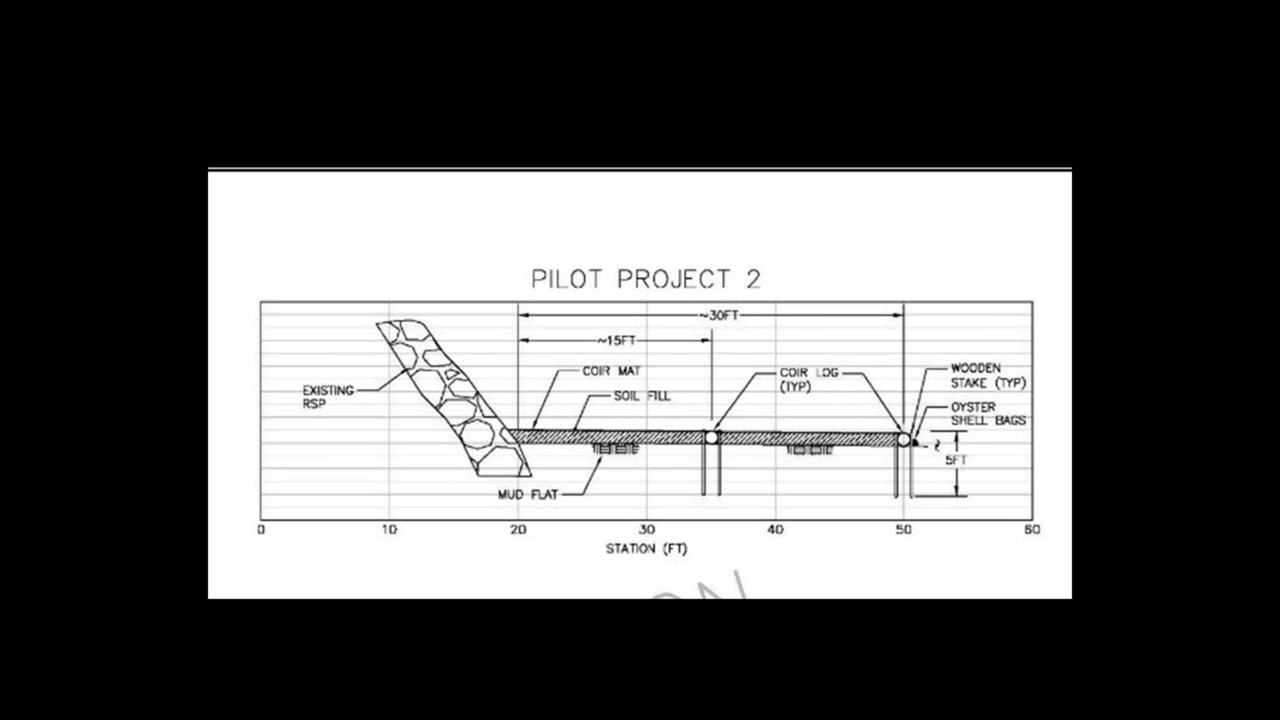 PILOT PROJECT 2
~30FT
~15FT
COIR MAT
SOIL FILL
COIR LOG
(TYP)
WOODEN
STAKE (TYP)
OYSTER
SHELL BAGS
EXISTING
RSP
5FT
MUD FLAT
0 10 20 30 40 50 60
STATION (FT)